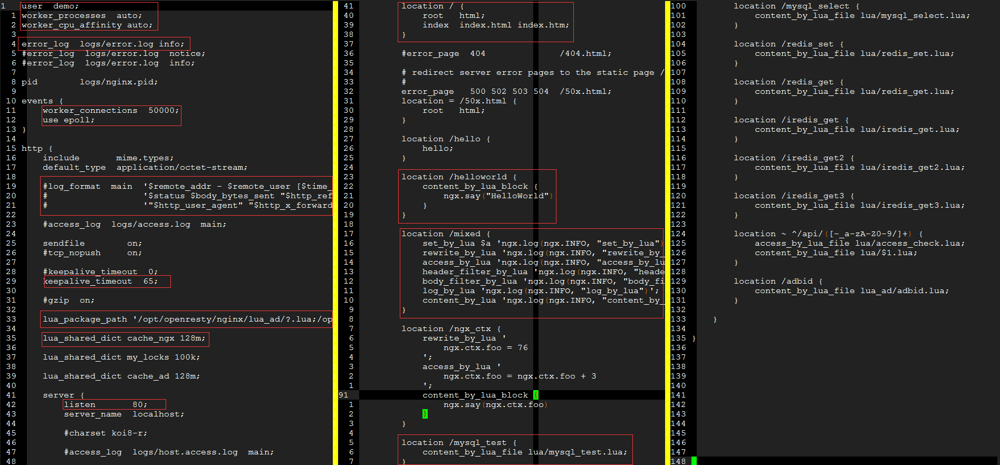 1   user  demo;
  1 worker_processes  auto;
  2 worker_cpu_affinity auto;
  3
  4 error_log  logs/error.log info;
  5 #error_log  logs/error.log  notice;
  6 #error_log  logs/error.log  info;
  7
  8 pid        logs/nginx.pid;
  9
 10 events {
 11     worker_connections  50000;
 12     use epoll;
 13 }
 14
 15 http {
 16     include       mime.types;
 17     default_type  application/octet-stream;
 18
 19     #log_format  main  '$remote_addr - $remote_user [$time_
 20     #                  '$status $body_bytes_sent "$http_ref
 21     #                  '"$http_user_agent" "$http_x_forward
 22
 23     #access_log  logs/access.log  main;
 24
 25     sendfile        on;
 26     #tcp_nopush     on;
 27
 28     #keepalive_timeout  0;
 29     keepalive_timeout  65;
 30
 31     #gzip  on;
 32
 33     lua_package_path '/opt/openresty/nginx/lua_ad/?.lua;/op
 34
 35     lua_shared_dict cache_ngx 128m;
 36
 37     lua_shared_dict my_locks 100k;
 38
 39     lua_shared_dict cache_ad 128m;
 40
 41     server {
 42         listen       80;
 43         server_name  localhost;
 44
 45         #charset koi8-r;
 46
 47         #access_log  logs/host.access.log  main;
 48
 41         location / {
 40             root   html;
 39             index  index.html index.htm;
 38         }
 37
 36         #error_page  404              /404.html;
 35
 34         # redirect server error pages to the static page /
 33         #
 32         error_page   500 502 503 504  /50x.html;
 31         location = /50x.html {
 30             root   html;
 29         }
 28
 27         location /hello {
 26             hello;
 25         }
 24
 23         location /helloworld {
 22             content_by_lua_block {
 21                 ngx.say("HelloWorld")
 20             }
 19         }
 18
 17         location /mixed {
 16             set_by_lua $a 'ngx.log(ngx.INFO, "set_by_lua")
 15             rewrite_by_lua 'ngx.log(ngx.INFO, "rewrite_by_
 14             access_by_lua 'ngx.log(ngx.INFO, "access_by_lu
 13             header_filter_by_lua 'ngx.log(ngx.INFO, "heade
 12             body_filter_by_lua 'ngx.log(ngx.INFO, "body_fi
 11             log_by_lua 'ngx.log(ngx.INFO, "log_by_lua")';
 10             content_by_lua 'ngx.log(ngx.INFO, "content_by_
  9         }
  8
  7         location /ngx_ctx {
  6             rewrite_by_lua '
  5                 ngx.ctx.foo = 76
  4             ';
  3             access_by_lua '
  2                 ngx.ctx.foo = ngx.ctx.foo + 3
  1             ';
91              content_by_lua_block {
  1                 ngx.say(ngx.ctx.foo)
  2             }
  3         }
  4
  5         location /mysql_test {
  6             content_by_lua_file lua/mysql_test.lua;
  7         }
100         location /mysql_select {
101             content_by_lua_file lua/mysql_select.lua;
102         }
103
104         location /redis_set {
105             content_by_lua_file lua/redis_set.lua;
106         }
107
108         location /redis_get {
109             content_by_lua_file lua/redis_get.lua;
110         }
111
112         location /iredis_get {
113             content_by_lua_file lua/iredis_get.lua;
114         }
115
116         location /iredis_get2 {
117             content_by_lua_file lua/iredis_get2.lua;
118         }
119
120         location /iredis_get3 {
121             content_by_lua_file lua/iredis_get3.lua;
122         }
123
124         location ~ ^/api/([-_a-zA-Z0-9/]+) {
125             access_by_lua_file lua/access_check.lua;
126             content_by_lua_file lua/$1.lua;
127         }
128
129         location /adbid {
130             content_by_lua_file lua_ad/adbid.lua;
131         }
132
133     }
134
135 }
136
137
138
139
140
141
142
143
144
145
146
147
148